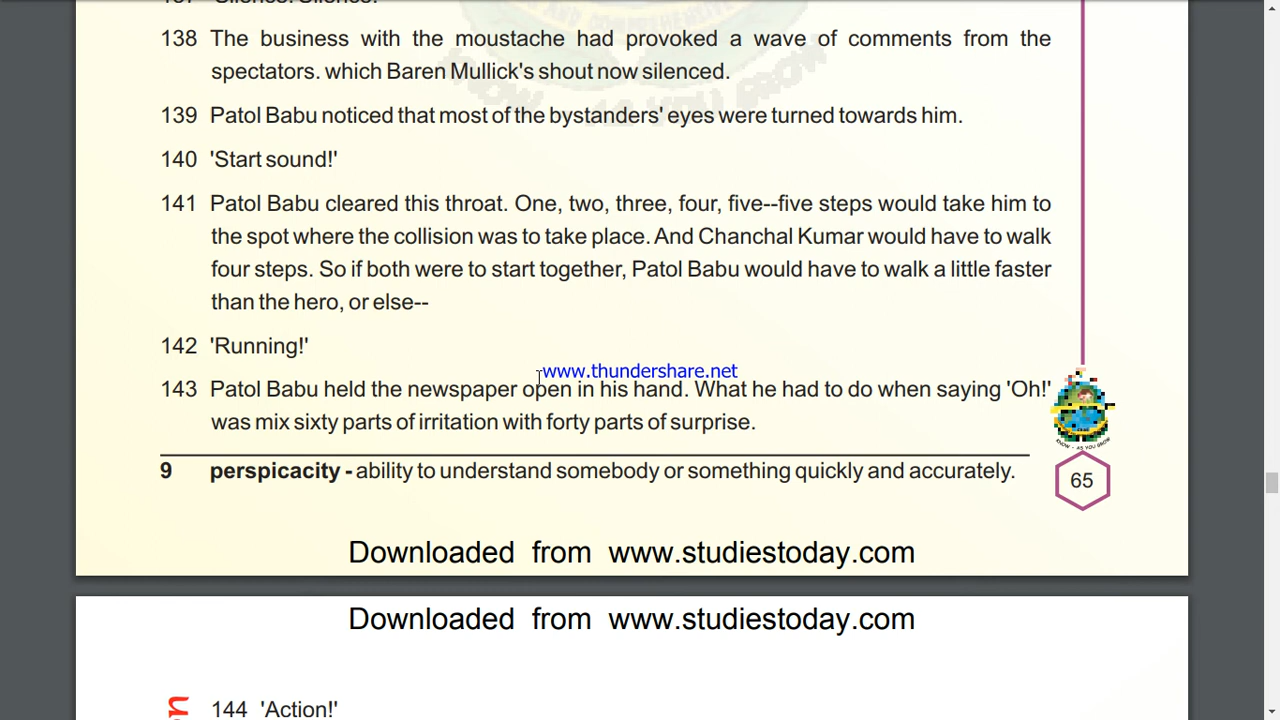 138 The business with the moustache had provoked a wave of comments from the
spectators. which Baren Mullick's shout now silenced.
139 Patol Babu noticed that most of the bystanders' eyes were turned towards him.
140 'Start sound!'
141 Patol Babu cleared this throat. One, two, three, four, five--five steps would take him to
the spot where the collision was to take place. And Chanchal Kumar would have to walk
four steps. So if both were to start together, Patol Babu would have to walk a little faster
than the hero, or else--
142 'Running!'
www.thundershare.net
143 Patol Babu held the newspaper open in his hand. What he had to do when saying 'Oh!'
was mix sixty parts of irritation with forty parts of surprise.
9 perspicacity - ability to understand somebody or something quickly and accurately.
65
Downloaded from www.studiestoday.com
Downloaded from www.studiestoday.com
144 'Action!'